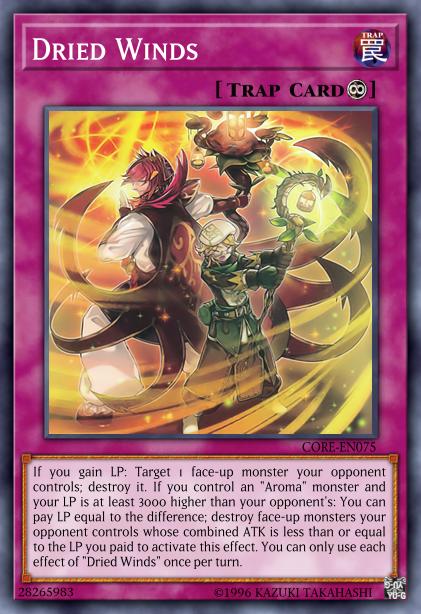 Dried Winds
TRAP
罠
[Trap Card]
CORE-EN075
If you gain LP: Target 1 face-up monster your opponent
controls; destroy it. If you control an "Aroma" monster and
your LP is at least 3000 higher than your opponent's: You can
pay LP equal to the difference; destroy face-up monsters your
opponent controls whose combined ATK is less than or equal
to the LP you paid to activate this effect. You can only use each
effect of "Dried Winds" once per turn.
28265983
©1996 KAZUKI TAKAHASHI